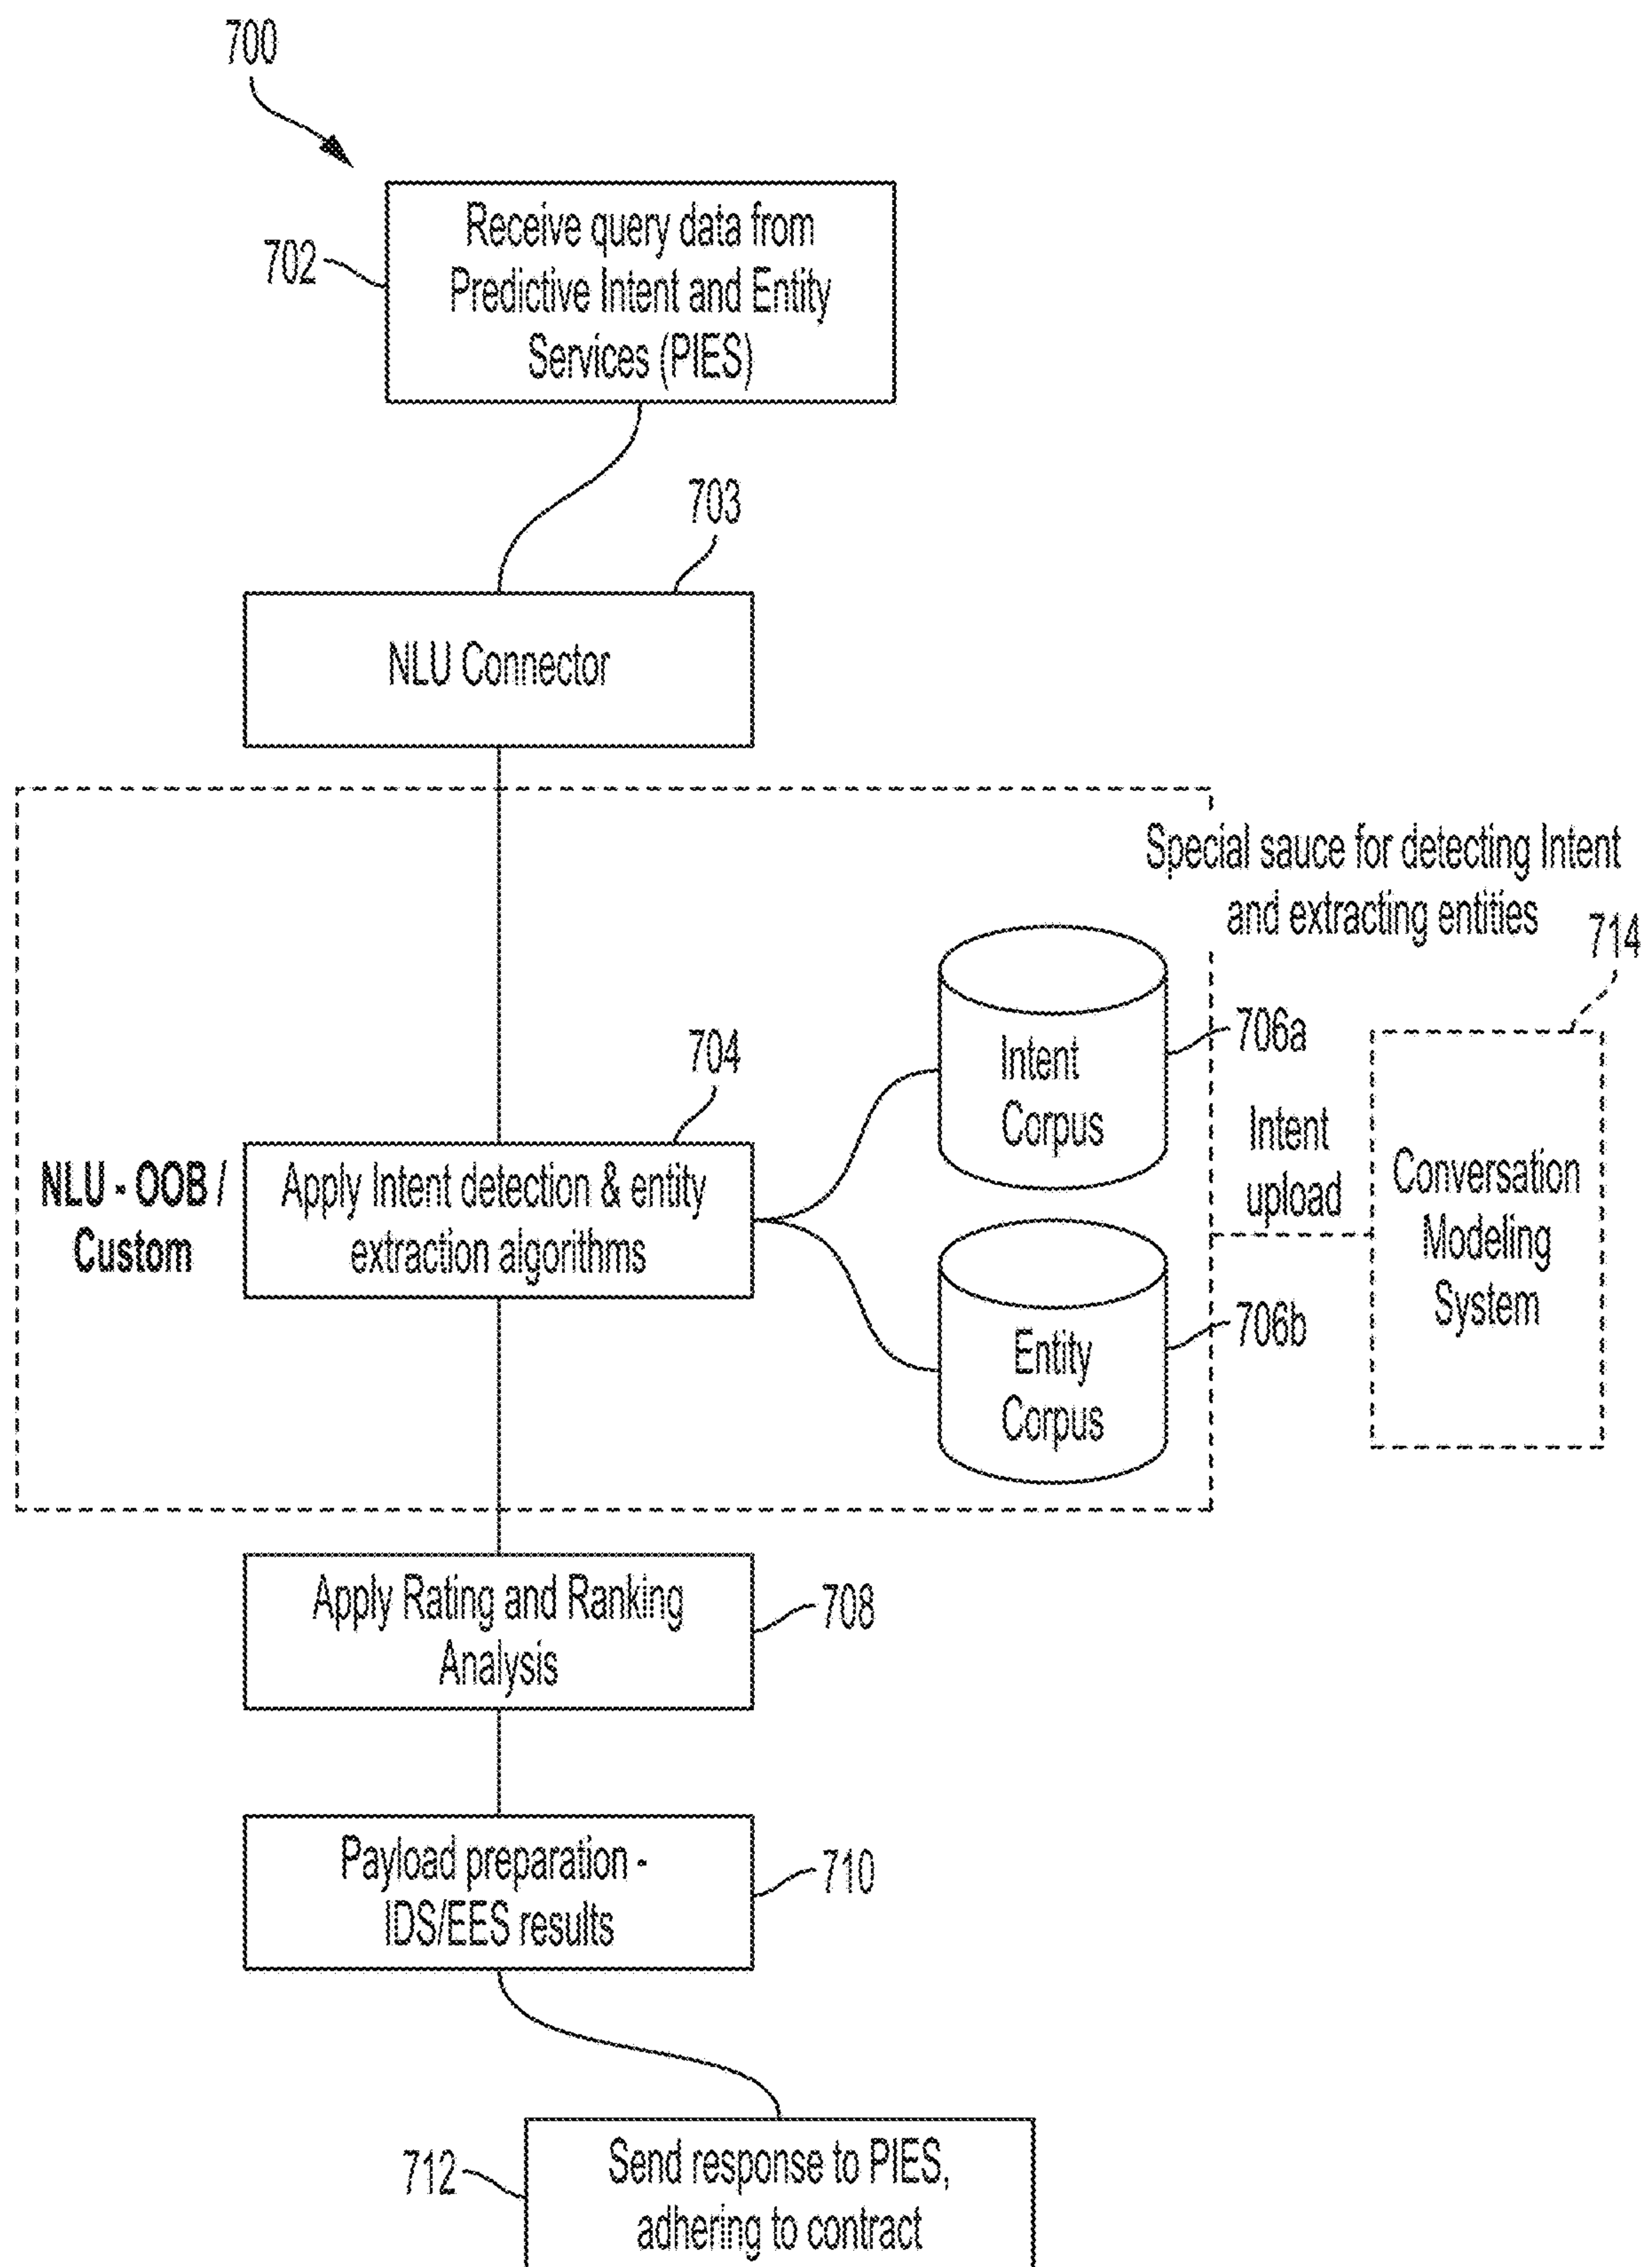 700
702
Receive query data from
Predictive Intent and Entity
Services (PIES)
703
NLU Connector
Special sauce for detecting Intent
and extracting entities
714
704
706a
Intent
Corpus
Intent
upload
Conversation
Modeling
System
NLU - OOB /
Custom
Apply Intent detection & entity
extraction algorithms
706b
Entity
Corpus
Apply Rating and Ranking
Analysis
708
Payload preparation -
IDS/EES results
710
712
Send response to PIES,
adhering to contract